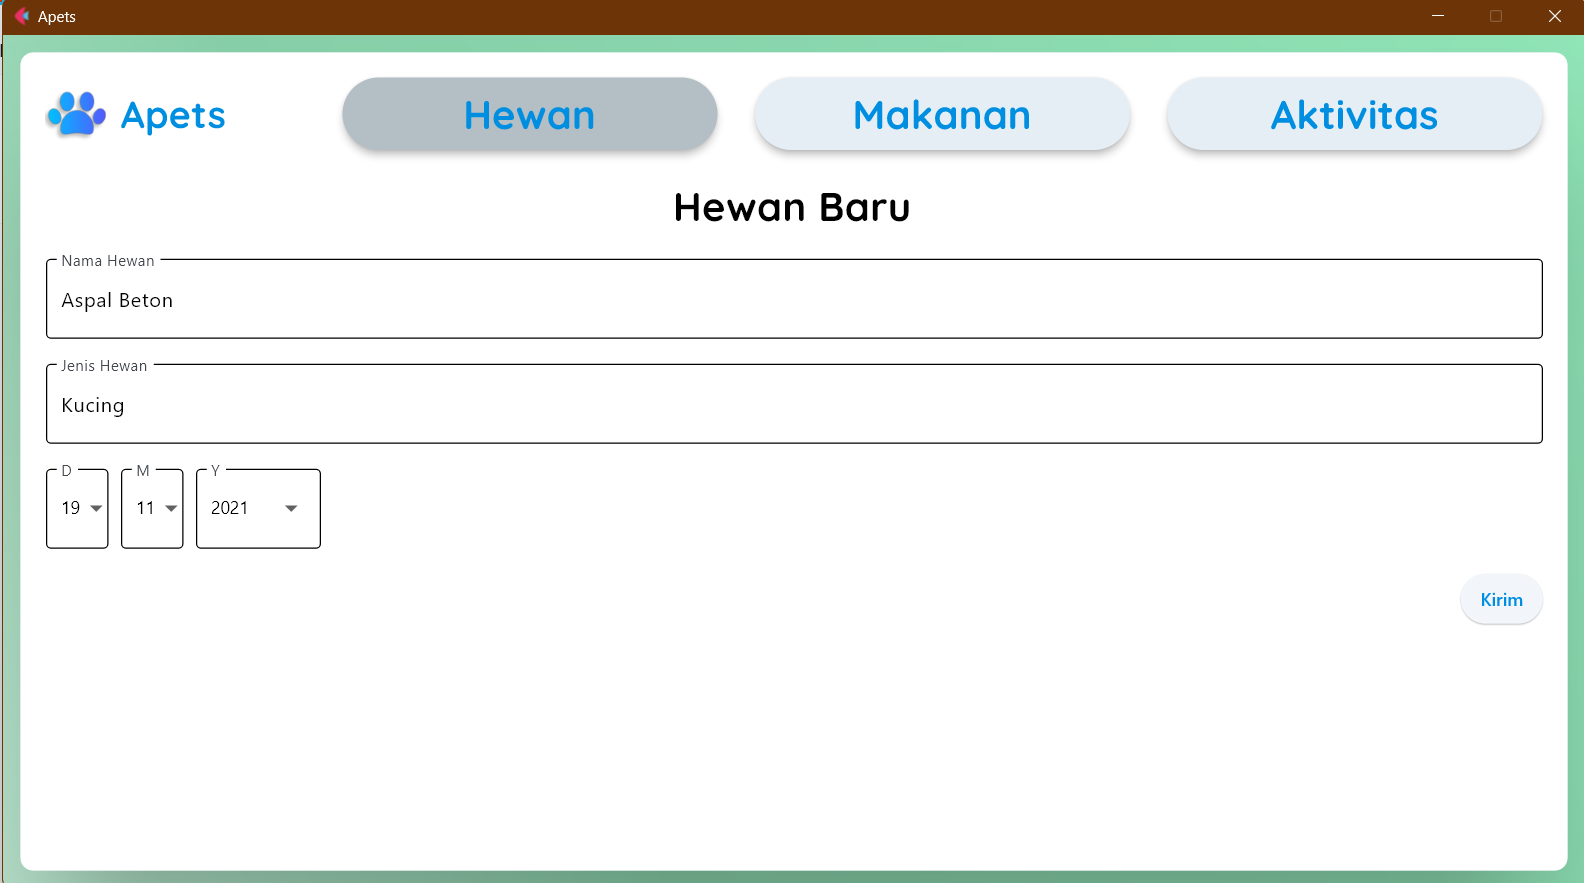 Apets
Apets
Hewan
Makanan
Aktivitas
Hewan Baru
Nama Hewan
Aspal Beton
Jenis Hewan
Kucing
D
M
Y
19
11
2021
Kirim